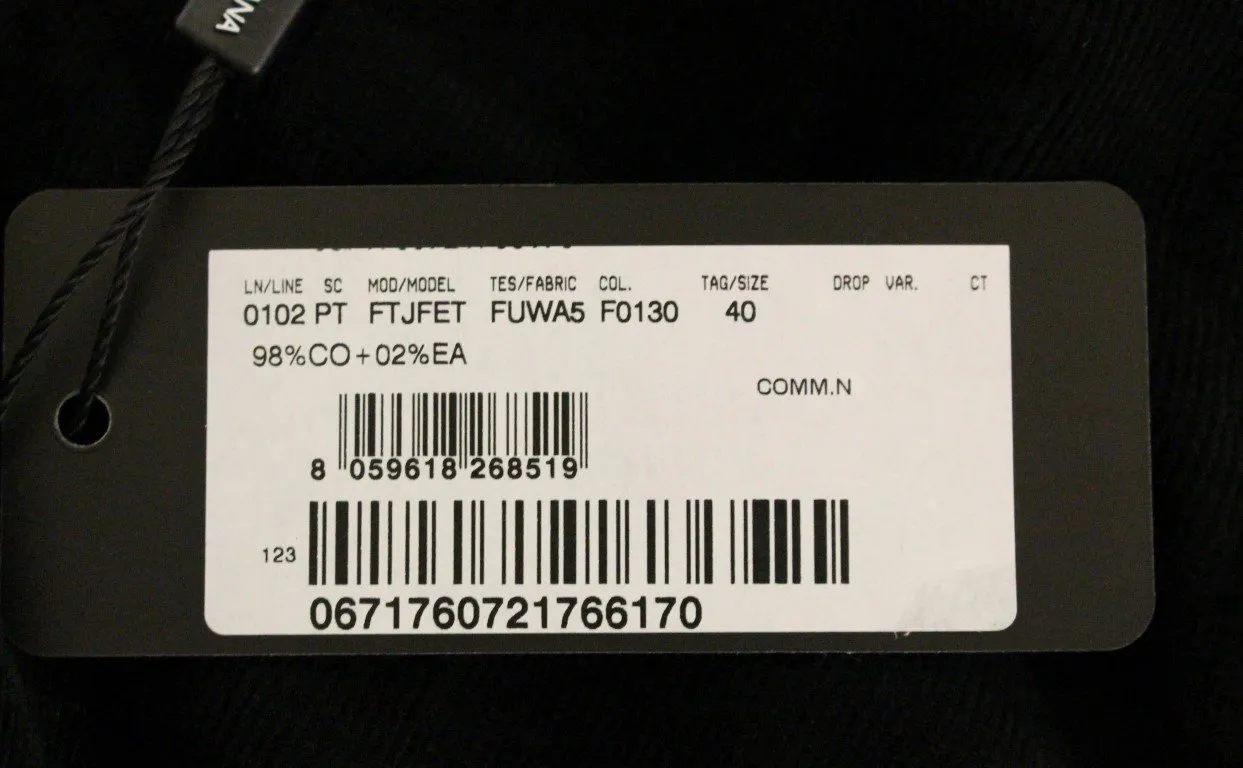 LN/LINE SC MOD/MODEL TES/FABRIC COL. TAG/SIZE DROP VAR. CT
0102 PT FTJFET FUWA5 F0130 40
98%CO+02%EA
COMM.N
8 059618 268519
123
0671760721766170